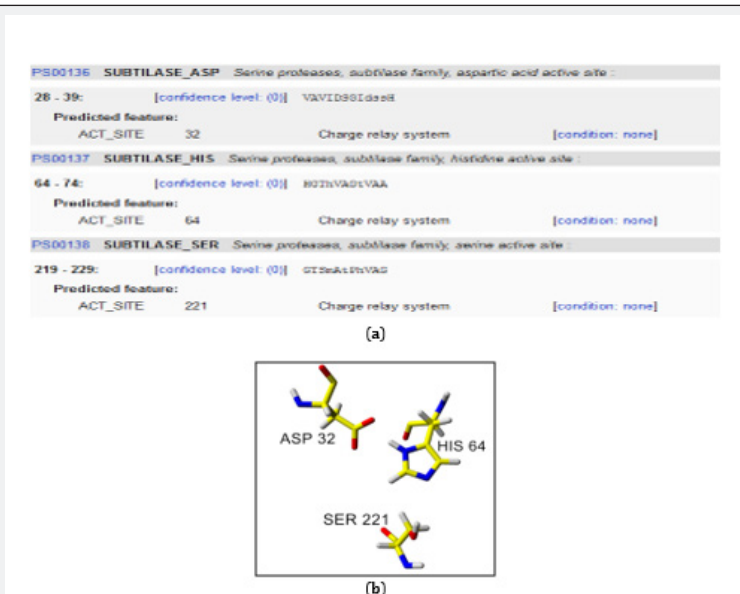 PS00136 SUBTILASE_ASP Serine proteases, subtilase family, aspartic acid active site :
28 - 39: [confidence level: (0)] VAVIDSGIdssH
Predicted feature:
ACT_SITE 32 Charge relay system [condition: none]
PS00137 SUBTILASE_HIS Serine proteases, subtilase family, histidine active site :
64 - 74: [confidence level: (0)] HGThVAGtVAA
Predicted feature:
ACT_SITE 64 Charge relay system [condition: none]
PS00138 SUBTILASE_SER Serine proteases, subtilase family, serine active site :
219 - 229: [confidence level: (0)] GTSmAtPhVAG
Predicted feature:
ACT_SITE 221 Charge relay system [condition: none]
(a)
ASP 32
HIS 64
SER 221
(b)